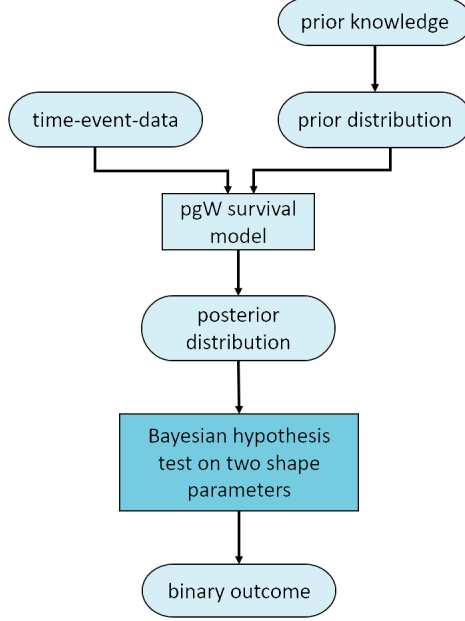 prior knowledge
time-event-data
prior distribution
pgW survival
model
posterior
distribution
Bayesian hypothesis
test on two shape
parameters
binary outcome